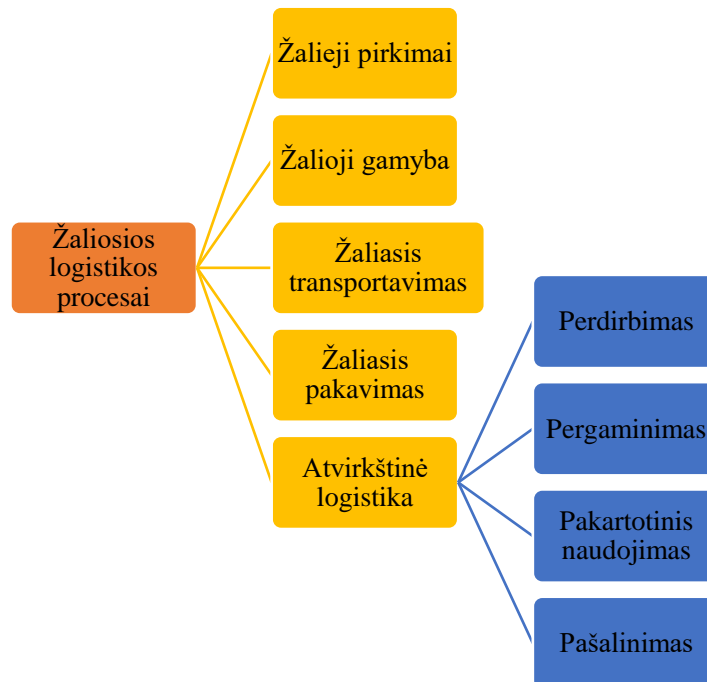 Žaliosios
logistikos
procesai
Žalieji pirkimai
Žalioji gamyba
Žaliasis
transportavimas
Žaliasis
pakavimas
Atvirkštinė
logistika
Perdirbimas
Pergaminimas
Pakartotinis
naudojimas
Pašalinimas